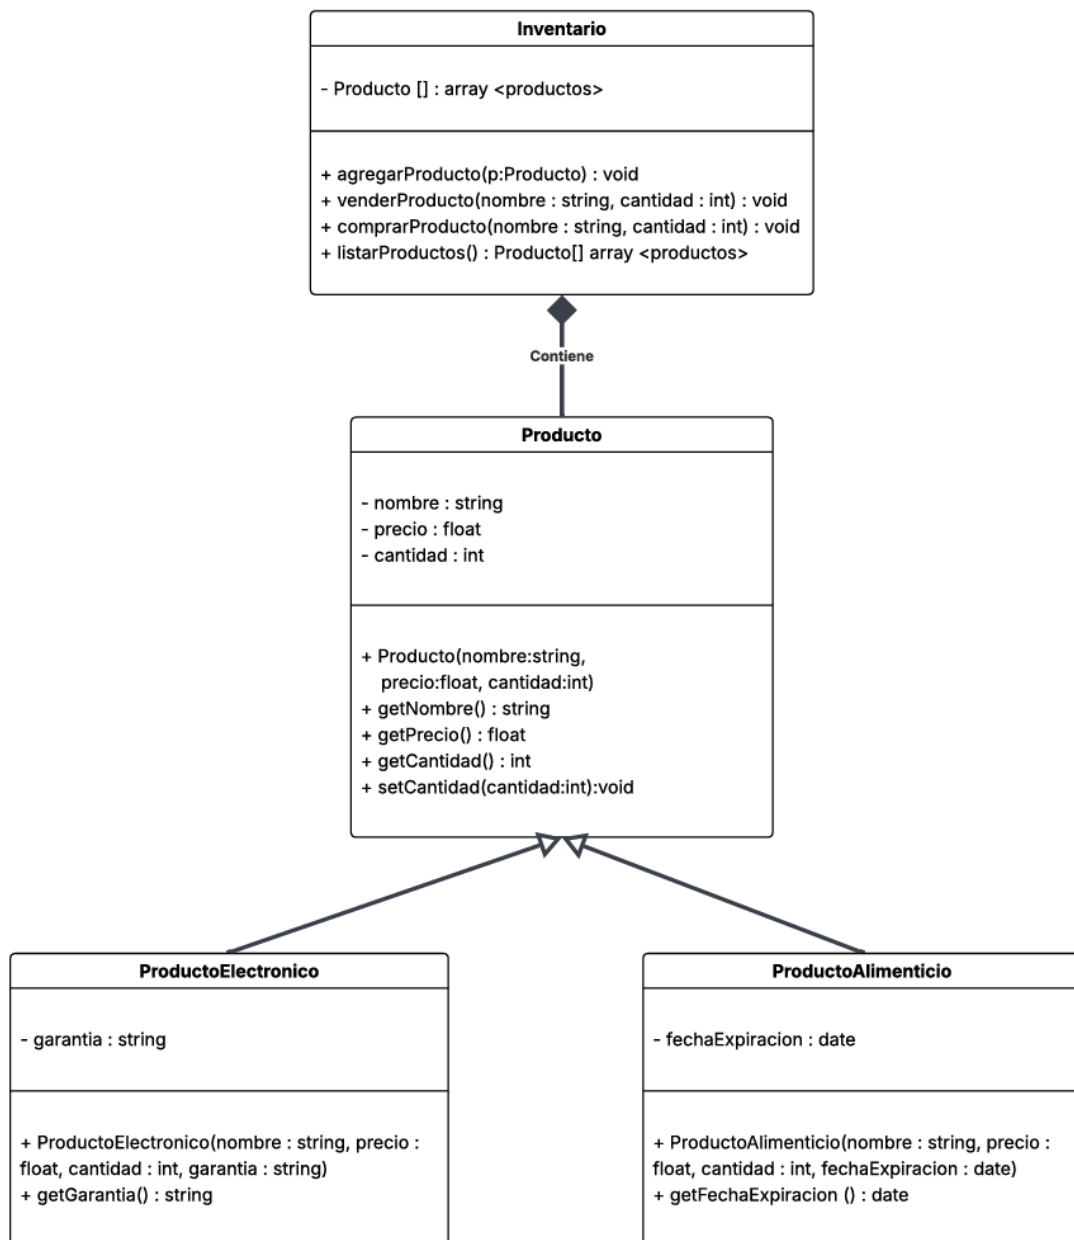 Inventario
- Producto [] : array <productos>
+ agregarProducto(p:Producto) : void
+ venderProducto(nombre : string, cantidad : int) : void
+ comprarProducto(nombre : string, cantidad : int) : void
+ listarProductos() : Producto[] array <productos>
Contiene
Producto
- nombre : string
- precio : float
- cantidad : int
+ Producto(nombre:string,
precio:float, cantidad:int)
+ getNombre() : string
+ getPrecio() : float
+ getCantidad() : int
+ setCantidad(cantidad:int):void
ProductoElectronico
- garantia : string
+ ProductoElectronico(nombre : string, precio :
float, cantidad : int, garantia : string)
+ getGarantia() : string
ProductoAlimenticio
- fechaExpiracion : date
+ ProductoAlimenticio(nombre : string, precio :
float, cantidad : int, fechaExpiracion : date)
+ getFechaExpiracion () : date